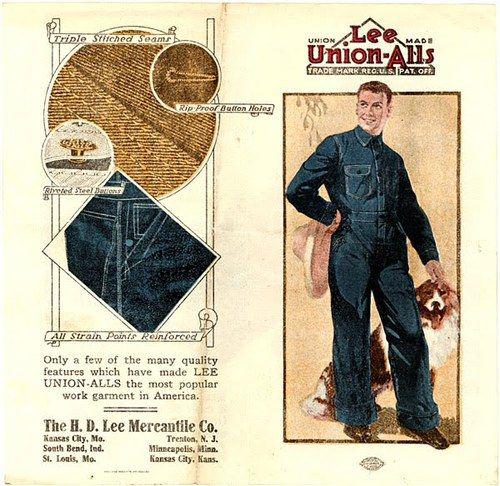 Triple Stitched Seams
Rip-Proof Button Holes
Riveted Steel Buttons
All Strain Points Reinforced
Only a few of the many quality
features which have made LEE
UNION-ALLS the most popular
work garment in America.
The H. D. Lee Mercantile Co.
Kansas City, Mo. Trenton, N. J.
South Bend, Ind. Minneapolis, Minn.
St. Louis, Mo. Kansas City, Kans.
UNION MADE
Lee
Union-Alls
TRADE MARK REG. U.S. PAT. OFF.